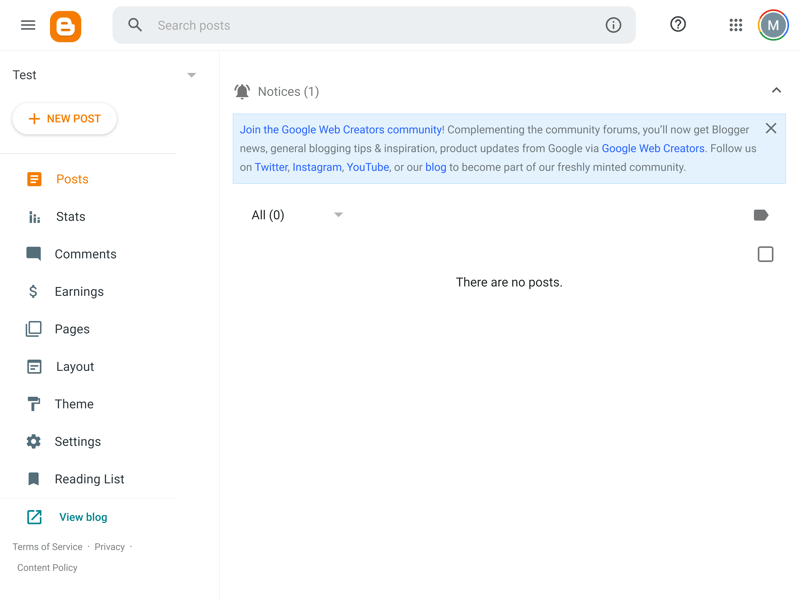 Search posts
M
Test
NEW POST
Posts
Stats
Comments
Earnings
Pages
Layout
Theme
Settings
Reading List
View blog
Terms of Service · Privacy ·
Content Policy
Notices (1)
Join the Google Web Creators community! Complementing the community forums, you'll now get Blogger
news, general blogging tips & inspiration, product updates from Google via Google Web Creators. Follow us
on Twitter, Instagram, YouTube, or our blog to become part of our freshly minted community.
All (0)
There are no posts.